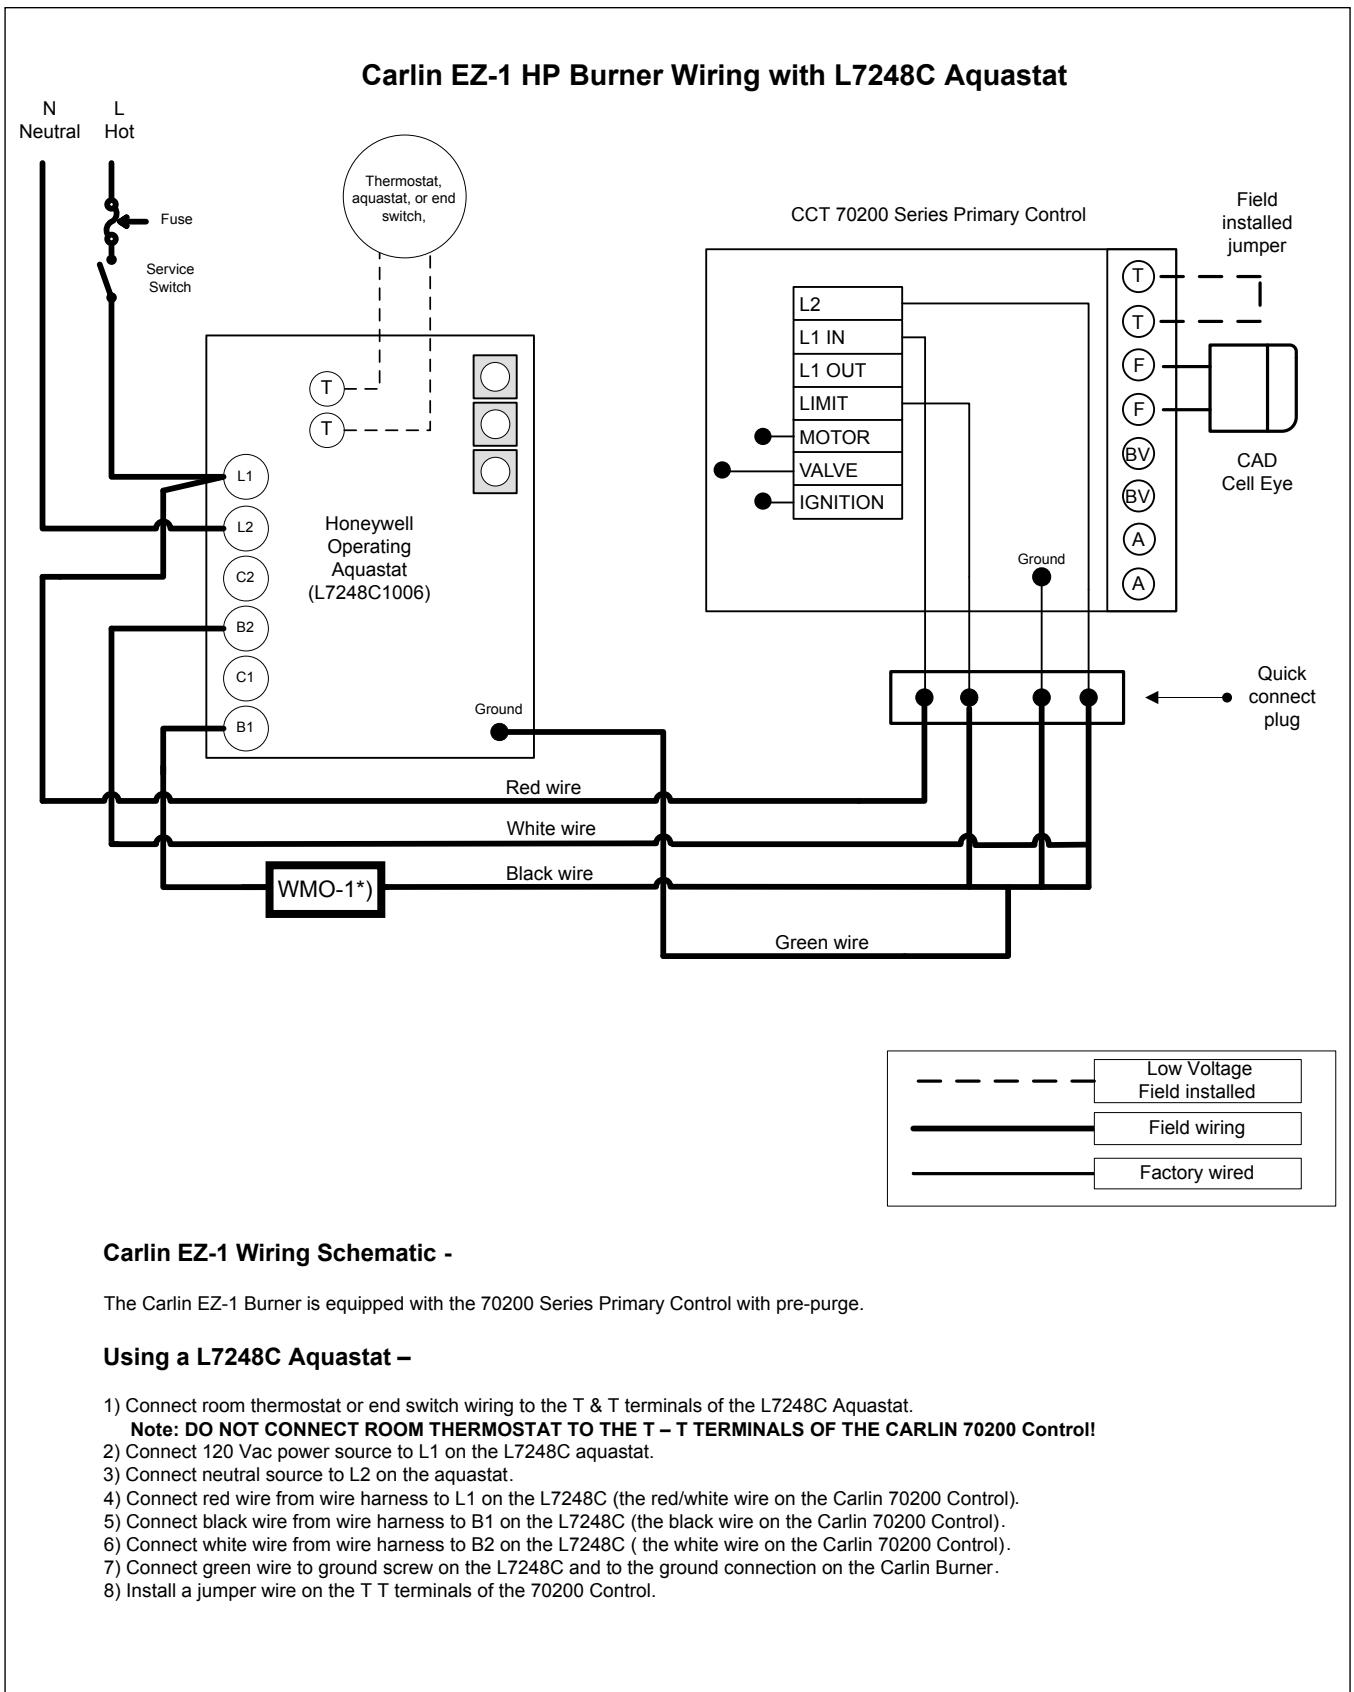 Carlin EZ-1 HP Burner Wiring with L7248C Aquastat
N
Neutral
L
Hot
Fuse
Service
Switch
Thermostat,
aquastat, or end
switch,
CCT 70200 Series Primary Control
Field
installed
jumper
L2
L1 IN
L1 OUT
LIMIT
MOTOR
VALVE
IGNITION
T
T
F
F
BV
BV
A
A
CAD
Cell Eye
Ground
T
T
L1
L2
C2
B2
C1
B1
Honeywell
Operating
Aquastat
(L7248C1006)
Ground
Quick
connect
plug
Red wire
White wire
Black wire
WMO-1*)
Green wire
Low Voltage
Field installed
Field wiring
Factory wired
Carlin EZ-1 Wiring Schematic -
The Carlin EZ-1 Burner is equipped with the 70200 Series Primary Control with pre-purge.
Using a L7248C Aquastat –
1) Connect room thermostat or end switch wiring to the T & T terminals of the L7248C Aquastat.
Note: DO NOT CONNECT ROOM THERMOSTAT TO THE T – T TERMINALS OF THE CARLIN 70200 Control!
2) Connect 120 Vac power source to L1 on the L7248C aquastat.
3) Connect neutral source to L2 on the aquastat.
4) Connect red wire from wire harness to L1 on the L7248C (the red/white wire on the Carlin 70200 Control).
5) Connect black wire from wire harness to B1 on the L7248C (the black wire on the Carlin 70200 Control).
6) Connect white wire from wire harness to B2 on the L7248C ( the white wire on the Carlin 70200 Control).
7) Connect green wire to ground screw on the L7248C and to the ground connection on the Carlin Burner.
8) Install a jumper wire on the T T terminals of the 70200 Control.